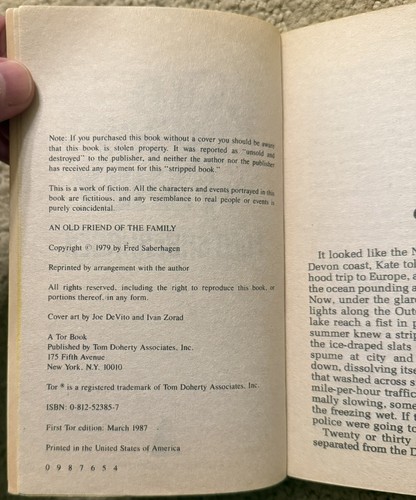 Note: If you purchased this book without a cover you should be aware
that this book is stolen property. It was reported as "unsold and
destroyed" to the publisher, and neither the author nor the publisher
has received any payment for this "stripped book."
This is a work of fiction. All the characters and events portrayed in this
book are fictitious, and any resemblance to real people or events is
purely coincidental.
AN OLD FRIEND OF THE FAMILY
Copyright © 1979 by Fred Saberhagen
Reprinted by arrangement with the author
All rights reserved, including the right to reproduce this book, or
portions thereof, in any form.
Cover art by Joe DeVito and Ivan Zorad
A Tor Book
Published by Tom Doherty Associates, Inc.
175 Fifth Avenue
New York, N.Y. 10010
Tor ® is a registered trademark of Tom Doherty Associates, Inc.
ISBN: 0-812-52385-7
First Tor edition: March 1987
Printed in the United States of America
0 9 8 7 6 5 4
It looked like the N
Devon coast, Kate tol
hood trip to Europe, a
the ocean pounding a
Now, under the glar
lights along the Out
lake reach a fist in p
summer knew a strip
the ice-draped slats
spume at city and
down, dissolving itse
that washed across s
mile-per-hour traffic
mally slowing, some
the freezing wet. If t
police were going to
Twenty or thirty
separated from the D